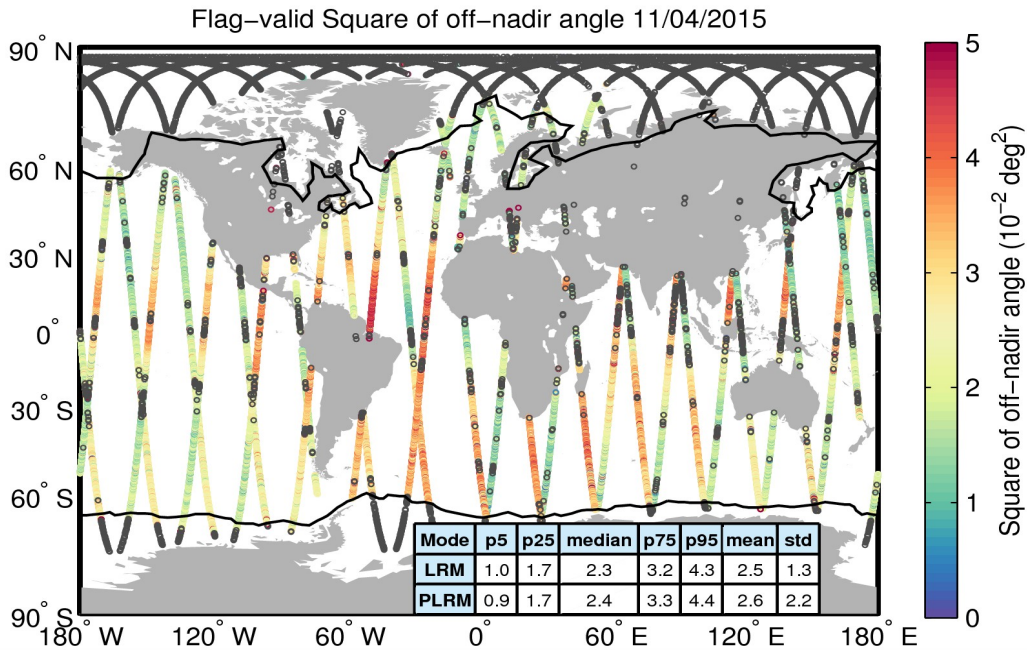 Flag−valid Square of off−nadir angle 11/04/2015
90° N
60° N
30° N
0°
30° S
60° S
90° S
180° W
120° W
60° W
0°
60° E
120° E
180° E
Mode p5 p25 median p75 p95 mean std
LRM 1.0 1.7 2.3 3.2 4.3 2.5 1.3
PLRM 0.9 1.7 2.4 3.3 4.4 2.6 2.2
5
4
3
2
1
0
Square of off−nadir angle (10⁻² deg²)